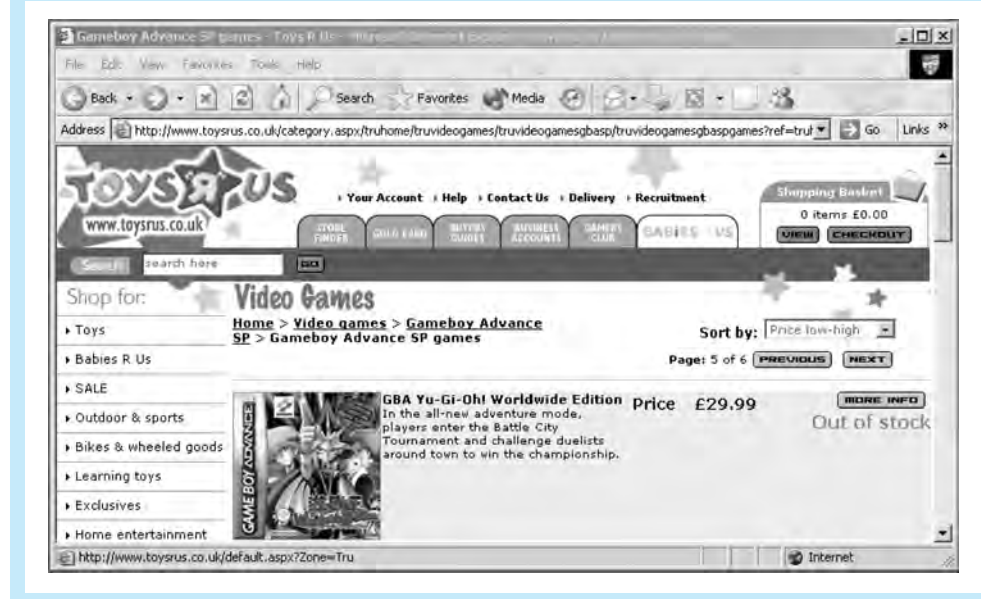 Gameboy Advance SP games - Toys R Us -
File Edit View Favorites Tools Help
Back Search Favorites Media
Address http://www.toysrus.co.uk/category.aspx/truhome/truvideogames/truvideogamesgbasp/truvideogamesgbaspgames?ref=truh Go Links »
TOYS R US
www.toysrus.co.uk
Your Account Help Contact Us Delivery Recruitment
Shopping Basket
0 items £0.00
VIEW CHECKOUT
STORE FINDER GOLD CARD BUYERS GUIDES BUSINESS ACCOUNTS GAMERS CLUB BABIES US
Search search here GO
Shop for:
Toys
Babies R Us
SALE
Outdoor & sports
Bikes & wheeled goods
Learning toys
Exclusives
Home entertainment
Video Games
Home > Video games > Gameboy Advance
SP > Gameboy Advance SP games
Sort by: Price low-high
Page: 5 of 6 PREVIOUS NEXT
GAME BOY ADVANCE
GBA Yu-Gi-Oh! Worldwide Edition
In the all-new adventure mode,
players enter the Battle City
Tournament and challenge duelists
around town to win the championship.
Price £29.99
MORE INFO
Out of stock
http://www.toysrus.co.uk/default.aspx?Zone=Tru Internet